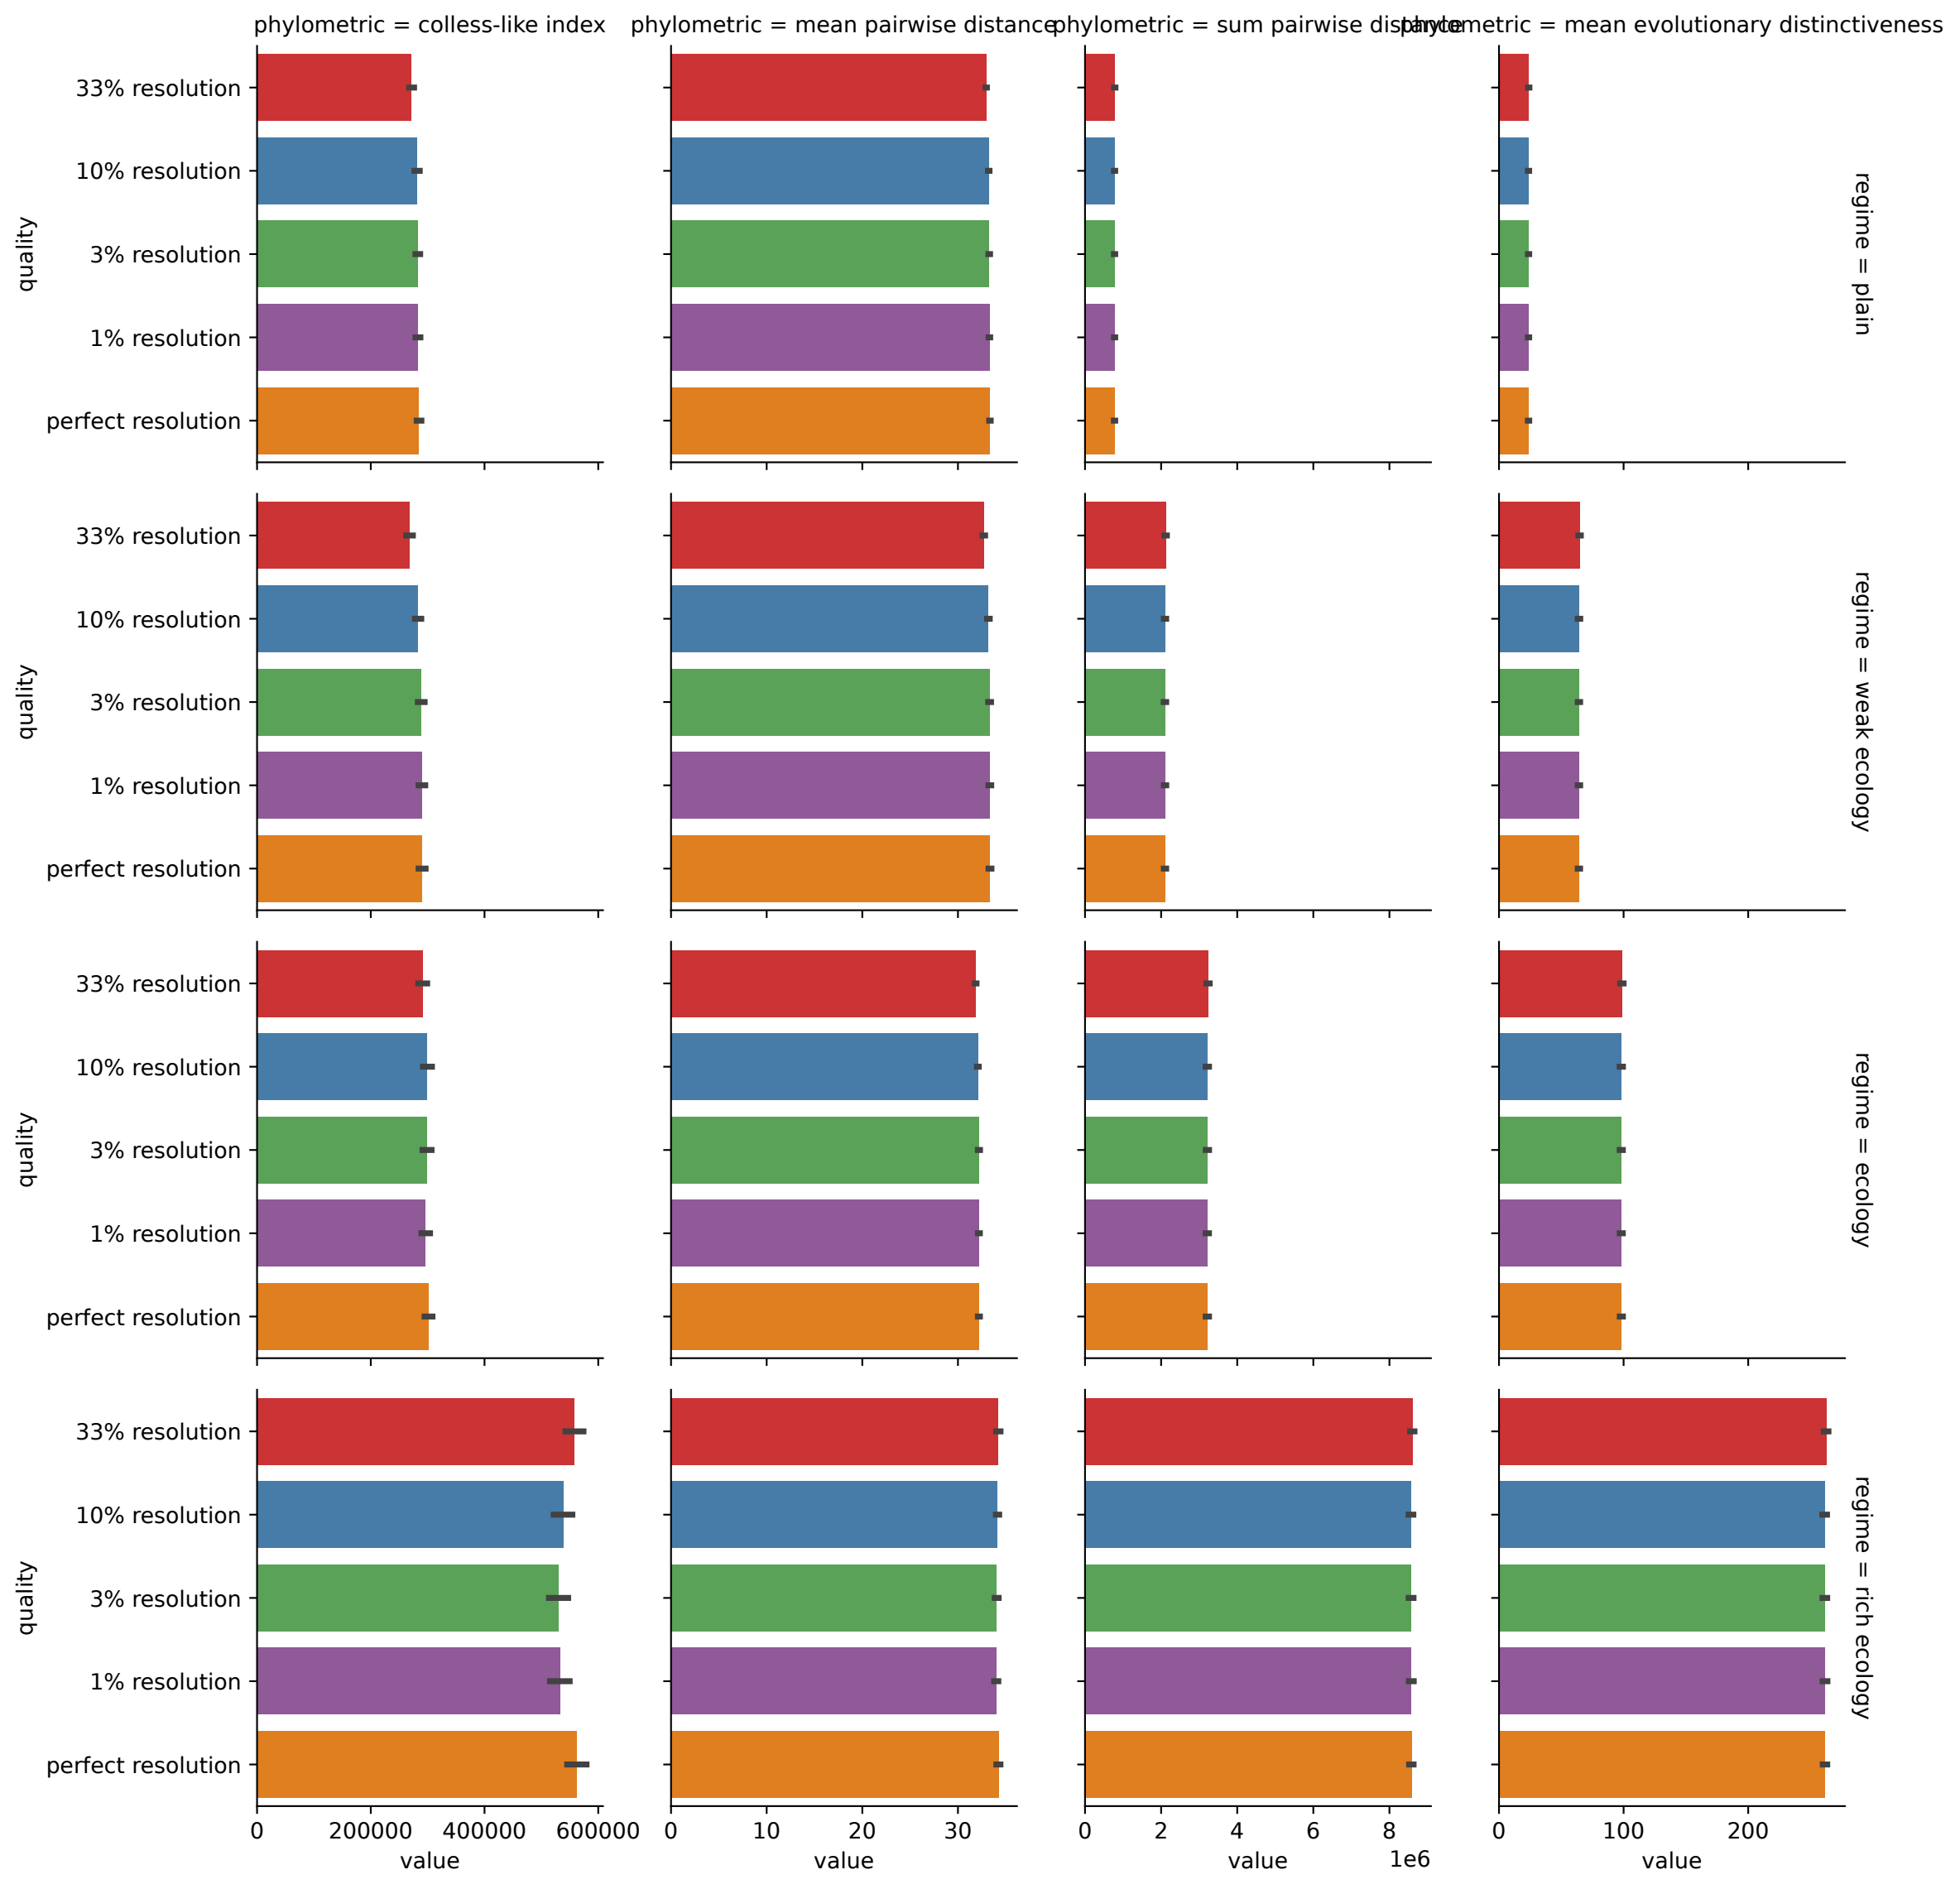 phylometric = colless-like index
phylometric = mean pairwise distance
phylometric = sum pairwise distance
phylometric = mean evolutionary distinctiveness
quality
33% resolution
10% resolution
3% resolution
1% resolution
perfect resolution
regime = plain
quality
33% resolution
10% resolution
3% resolution
1% resolution
perfect resolution
regime = weak ecology
quality
33% resolution
10% resolution
3% resolution
1% resolution
perfect resolution
regime = ecology
quality
33% resolution
10% resolution
3% resolution
1% resolution
perfect resolution
regime = rich ecology
0 200000 400000 600000
value
0 10 20 30
value
0 2 4 6 8
1e6
value
0 100 200
value